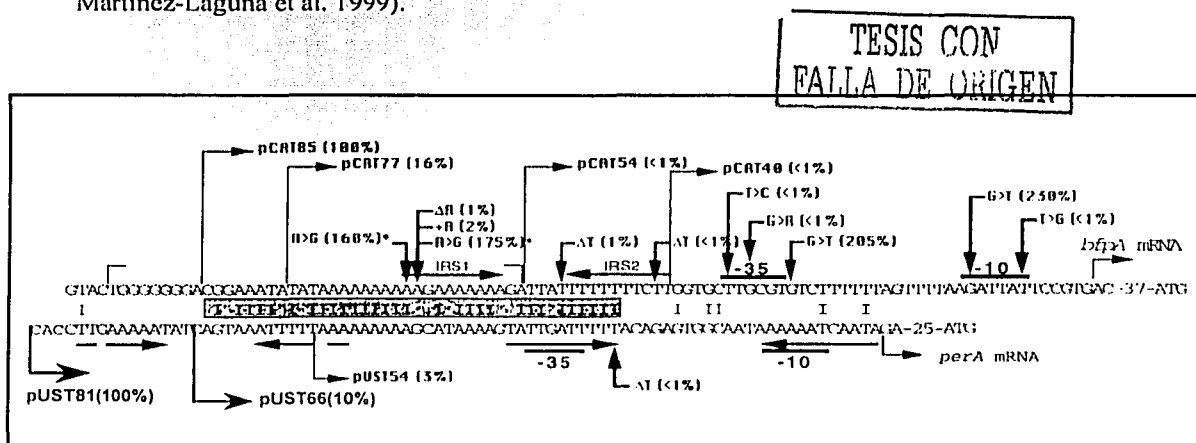 Martínez-Laguna et al, 1999).
TESIS CON
FALLA DE ORIGEN
pCAT85 (100%)
pCAT77 (16%)
pCAT54 (<1%)
pCAT40 (<1%)
T>C (<1%)
ΔA (1%)
+A (2%)
G>A (<1%)
G>T (230%)
A>G (160%)*
A>G (175%)*
ΔT (1%)
ΔT (<1%)
G>T (205%)
T>G (<1%)
IRS1
IRS2
-35
-10
bfpA mRNA
-37-ATG
-25-ATG
-35
-10
perA mRNA
pUST54 (3%)
ΔT (<1%)
pUST81(100%)
pUST66(10%)